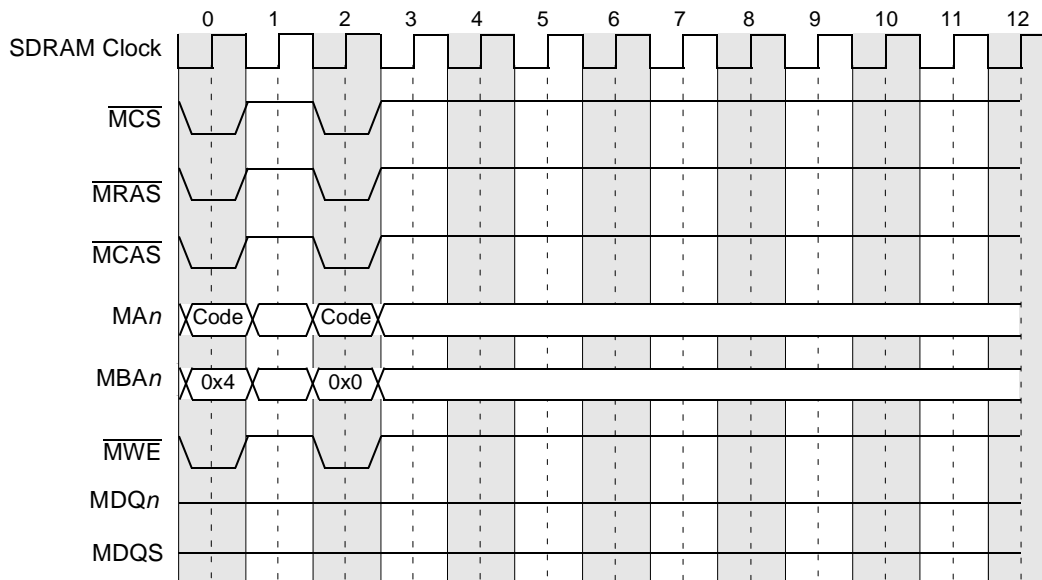 0 1 2 3 4 5 6 7 8 9 10 11 12
SDRAM Clock
MCS
MRAS
MCAS
MAn Code Code
MBAn 0x4 0x0
MWE
MDQn
MDQS